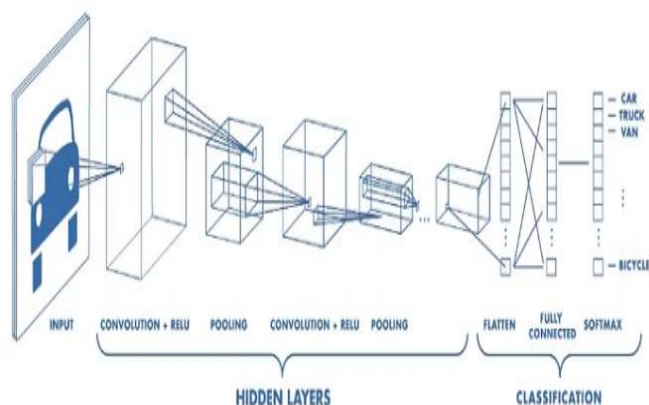 CAR
TRUCK
VAN
BICYCLE
INPUT
CONVOLUTION + RELU
POOLING
CONVOLUTION + RELU
POOLING
FLATTEN
FULLY
CONNECTED
SOFTMAX
HIDDEN LAYERS
CLASSIFICATION